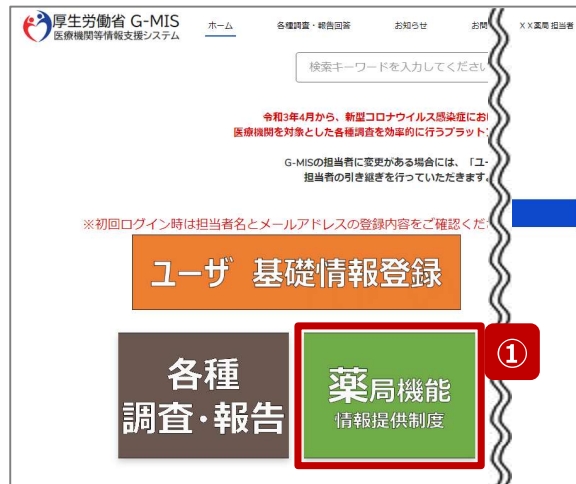 厚生労働省 G-MIS
医療機関等情報支援システム
ホーム
各種調査・報告回答
お知らせ
お問
××薬局 担当者
検索キーワードを入力してください
令和3年4月から、新型コロナウイルス感染症にお
医療機関を対象とした各種調査を効率的に行うプラット
G-MISの担当者に変更がある場合には、「ユー
担当者の引き継ぎを行っていただきます。
※初回ログイン時は担当者名とメールアドレスの登録内容をご確認くだ
ユーザ 基礎情報登録
各種
調査・報告
薬局機能
情報提供制度
①